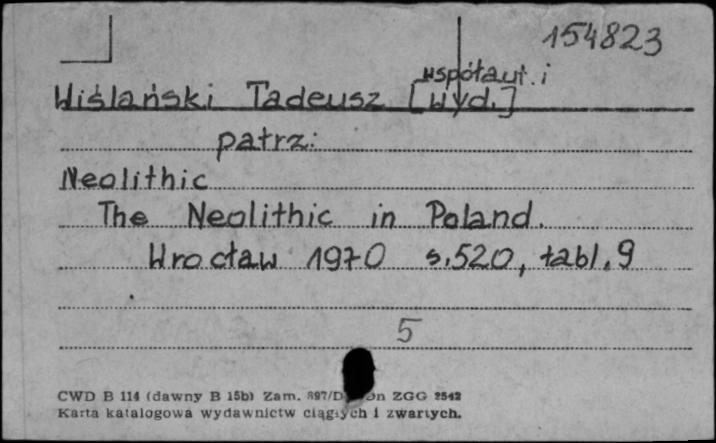 154823
współaut. i
Wiślański Tadeusz [wyd.]
patrz:
Neolithic
The Neolithic in Poland.
Wrocław 1970 s. 520, tabl. 9
5
CWD B 114 (dawny B 15b) Zam. 897/D ZGG 2542
Karta katalogowa wydawnictw ciągłych i zwartych.